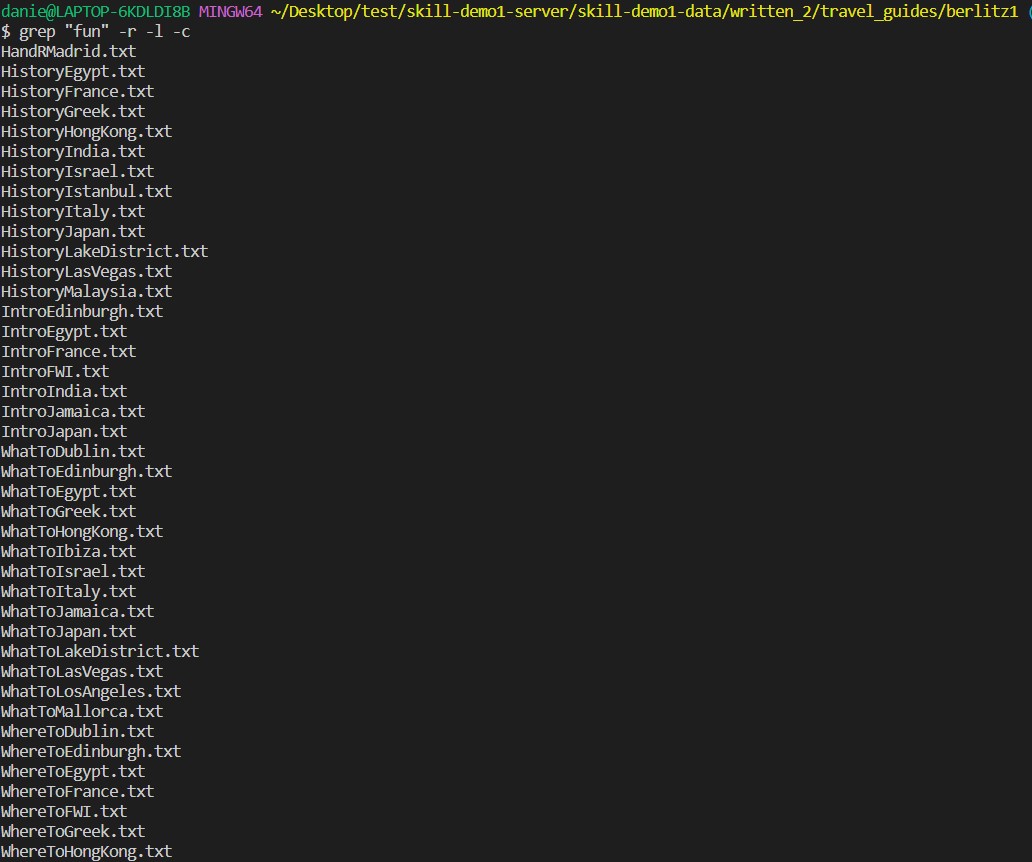 danie@LAPTOP-6KDLDI8B MINGW64 ~/Desktop/test/skill-demo1-server/skill-demo1-data/written_2/travel_guides/berlitz1 (
$ grep "fun" -r -l -c
HandRMadrid.txt
HistoryEgypt.txt
HistoryFrance.txt
HistoryGreek.txt
HistoryHongKong.txt
HistoryIndia.txt
HistoryIsrael.txt
HistoryIstanbul.txt
HistoryItaly.txt
HistoryJapan.txt
HistoryLakeDistrict.txt
HistoryLasVegas.txt
HistoryMalaysia.txt
IntroEdinburgh.txt
IntroEgypt.txt
IntroFrance.txt
IntroFWI.txt
IntroIndia.txt
IntroJamaica.txt
IntroJapan.txt
WhatToDublin.txt
WhatToEdinburgh.txt
WhatToEgypt.txt
WhatToGreek.txt
WhatToHongKong.txt
WhatToIbiza.txt
WhatToIsrael.txt
WhatToItaly.txt
WhatToJamaica.txt
WhatToJapan.txt
WhatToLakeDistrict.txt
WhatToLasVegas.txt
WhatToLosAngeles.txt
WhatToMallorca.txt
WhereToDublin.txt
WhereToEdinburgh.txt
WhereToEgypt.txt
WhereToFrance.txt
WhereToFWI.txt
WhereToGreek.txt
WhereToHongKong.txt